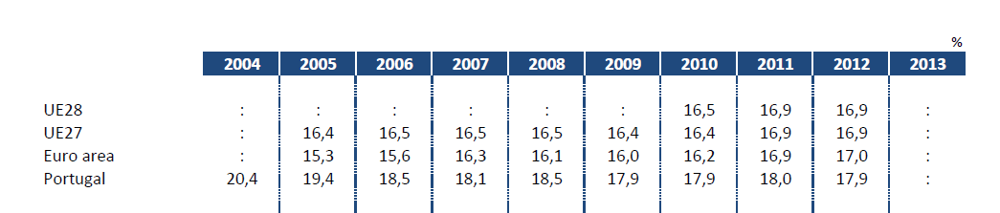 %
2004 2005 2006 2007 2008 2009 2010 2011 2012 2013
UE28 : : : : : : 16,5 16,9 16,9 :
UE27 : 16,4 16,5 16,5 16,5 16,4 16,4 16,9 16,9 :
Euro area : 15,3 15,6 16,3 16,1 16,0 16,2 16,9 17,0 :
Portugal 20,4 19,4 18,5 18,1 18,5 17,9 17,9 18,0 17,9 :